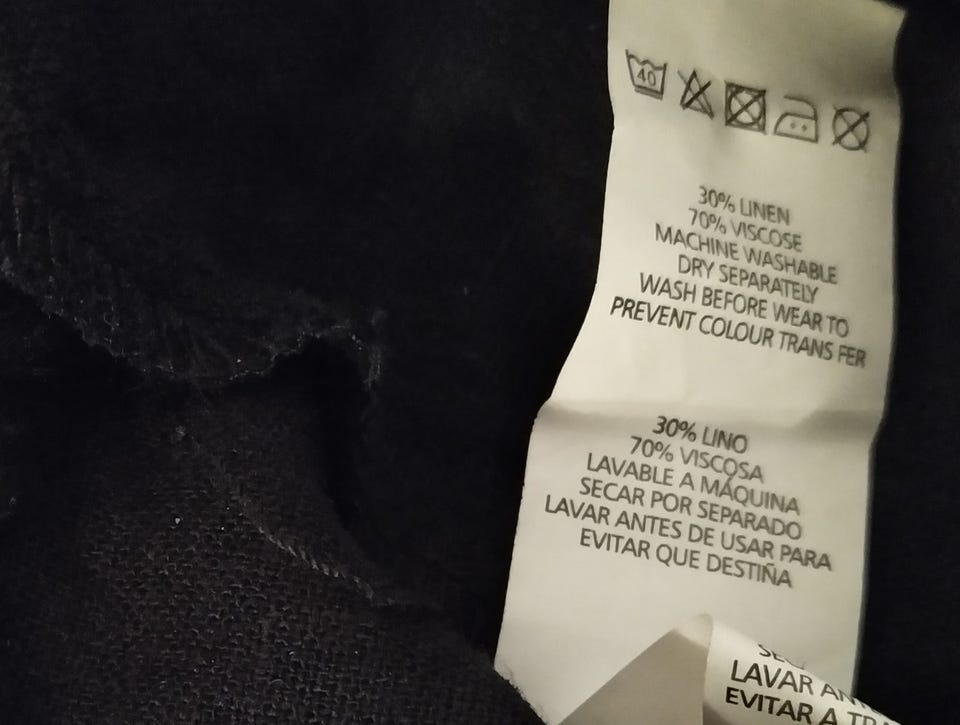 40
30% LINEN
70% VISCOSE
MACHINE WASHABLE
DRY SEPARATELY
WASH BEFORE WEAR TO
PREVENT COLOUR TRANS FER
30% LINO
70% VISCOSA
LAVABLE A MÁQUINA
SECAR POR SEPARADO
LAVAR ANTES DE USAR PARA
EVITAR QUE DESTIÑA
LAVAR
EVITAR A